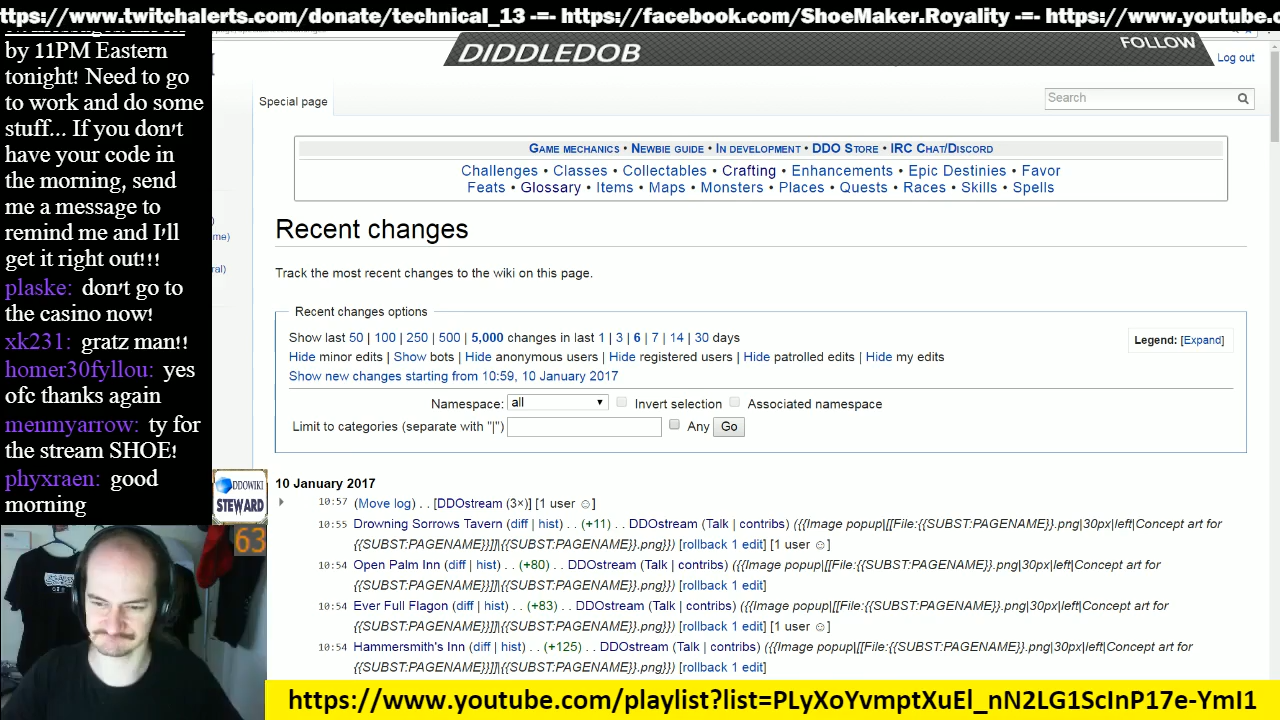 https://www.twitchalerts.com/donate/technical_13 -=- https://facebook.com/ShoeMaker.Royality -=- https://www.youtube.c
by 11PM Eastern
tonight! Need to go
to work and do some
stuff... If you don't
have your code in
the morning, send
me a message to
remind me and I'll
get it right out!!!
plaske: don't go to
the casino now!
xk231: gratz man!!
homer30fyllou: yes
ofc thanks again
mennyarrow: ty for
the stream SHOE!
phyxraen: good
morning
me)
ral)
DDOWIKI
STEWARD
63
DIDDLEDOB
FOLLOW
Log out
Special page
Search
Game mechanics • Newbie guide • In development • DDO Store • IRC Chat/Discord
Challenges • Classes • Collectables • Crafting • Enhancements • Epic Destinies • Favor
Feats • Glossary • Items • Maps • Monsters • Places • Quests • Races • Skills • Spells
Recent changes
Track the most recent changes to the wiki on this page.
Recent changes options
Show last 50 | 100 | 250 | 500 | 5,000 changes in last 1 | 3 | 6 | 7 | 14 | 30 days
Legend: [Expand]
Hide minor edits | Show bots | Hide anonymous users | Hide registered users | Hide patrolled edits | Hide my edits
Show new changes starting from 10:59, 10 January 2017
Namespace: all Invert selection Associated namespace
Limit to categories (separate with "|") Any Go
10 January 2017
10:57 (Move log) . . [DDOstream (3×)] [1 user ☺]
10:55 Drowning Sorrows Tavern (diff | hist) . . (+11) . . DDOstream (Talk | contribs) ({{Image popup|[[File:{{SUBST:PAGENAME}}.png|30px|left|Concept art for
{{SUBST:PAGENAME}}]]|{{SUBST:PAGENAME}}.png}}) [rollback 1 edit] [1 user ☺]
10:54 Open Palm Inn (diff | hist) . . (+80) . . DDOstream (Talk | contribs) ({{Image popup|[[File:{{SUBST:PAGENAME}}.png|30px|left|Concept art for
{{SUBST:PAGENAME}}]]|{{SUBST:PAGENAME}}.png}}) [rollback 1 edit]
10:54 Ever Full Flagon (diff | hist) . . (+83) . . DDOstream (Talk | contribs) ({{Image popup|[[File:{{SUBST:PAGENAME}}.png|30px|left|Concept art for
{{SUBST:PAGENAME}}]]|{{SUBST:PAGENAME}}.png}}) [rollback 1 edit] [1 user ☺]
10:54 Hammersmith's Inn (diff | hist) . . (+125) . . DDOstream (Talk | contribs) ({{Image popup|[[File:{{SUBST:PAGENAME}}.png|30px|left|Concept art for
{{SUBST:PAGENAME}}]]|{{SUBST:PAGENAME}}.png}}) [rollback 1 edit]
https://www.youtube.com/playlist?list=PLyXoYvmptXuEl_nN2LG1ScInP17e-YmI1